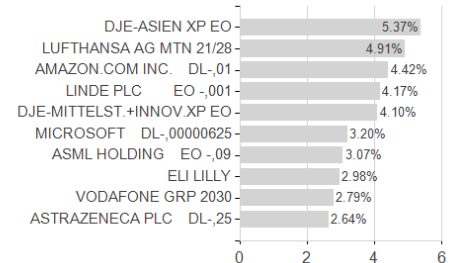 DJE-ASIEN XP EO 5.37%
LUFTHANSA AG MTN 21/28 4.91%
AMAZON.COM INC. DL-,01 4.42%
LINDE PLC EO -,001 4.17%
DJE-MITTELST.+INNOV.XP EO 4.10%
MICROSOFT DL-,00000625 3.20%
ASML HOLDING EO -,09 3.07%
ELI LILLY 2.98%
VODAFONE GRP 2030 2.79%
ASTRAZENECA PLC DL-,25 2.64%
0 2 4 6